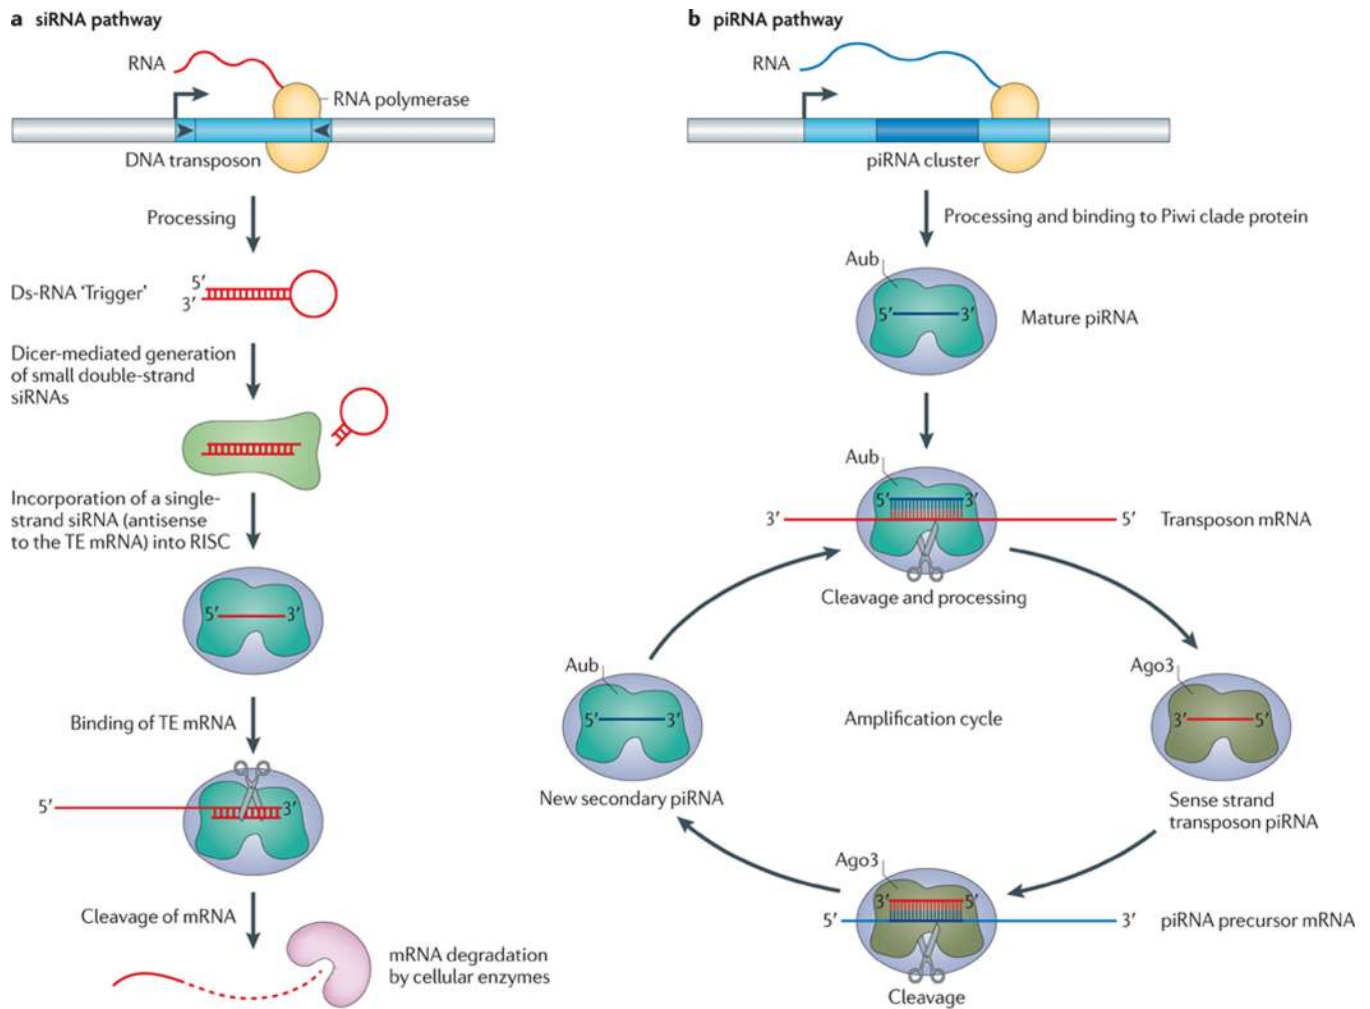 a siRNA pathway
RNA
RNA polymerase
DNA transposon
Processing
5′
3′
Ds-RNA 'Trigger'
Dicer-mediated generation
of small double-strand
siRNAs
Incorporation of a single-
strand siRNA (antisense
to the TE mRNA) into RISC
5′ 3′
Binding of TE mRNA
5′ 3′
Cleavage of mRNA
mRNA degradation
by cellular enzymes
b piRNA pathway
RNA
piRNA cluster
Processing and binding to Piwi clade protein
Aub
5′ 3′
Mature piRNA
Aub
5′ 3′
3′ 5′
Transposon mRNA
Cleavage and processing
Ago3
3′ 5′
Sense strand
transposon piRNA
Amplification cycle
Aub
5′ 3′
New secondary piRNA
Ago3
3′ 5′
5′ 3′
piRNA precursor mRNA
Cleavage